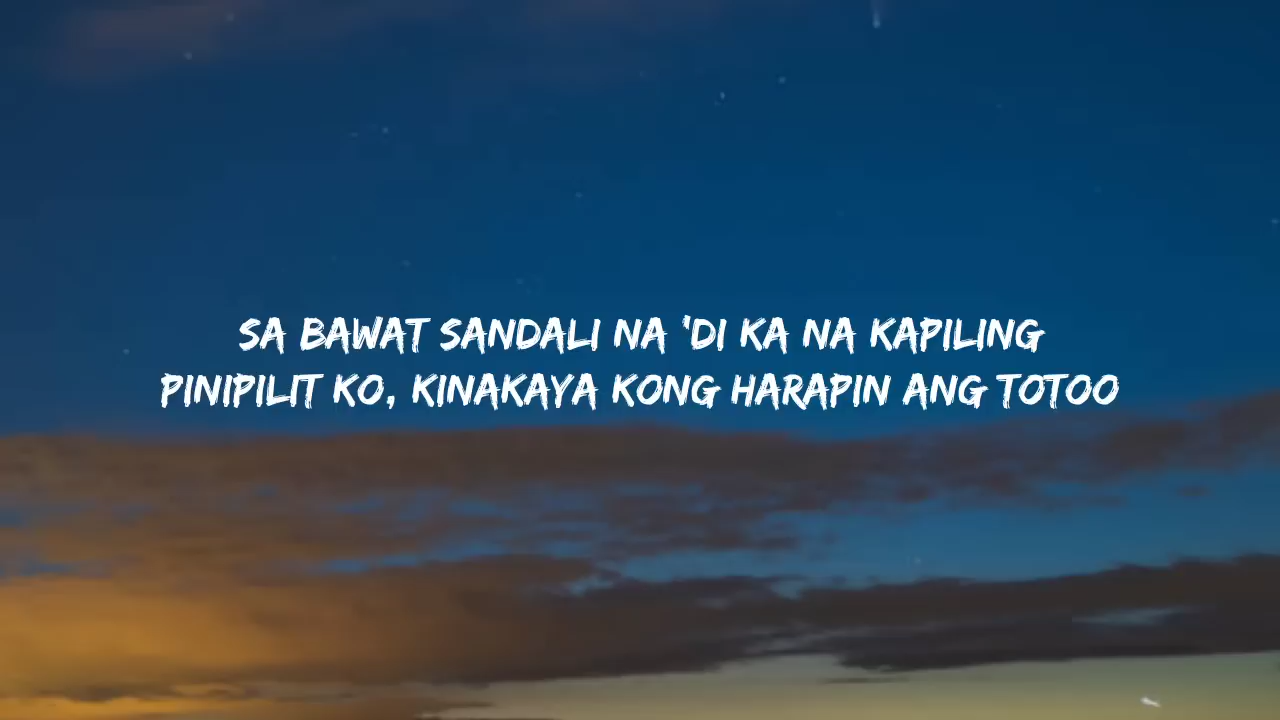 SA BAWAT SANDALI NA 'DI KA NA KAPILING
PINIPILIT KO, KINAKAYA KONG HARAPIN ANG TOTOO